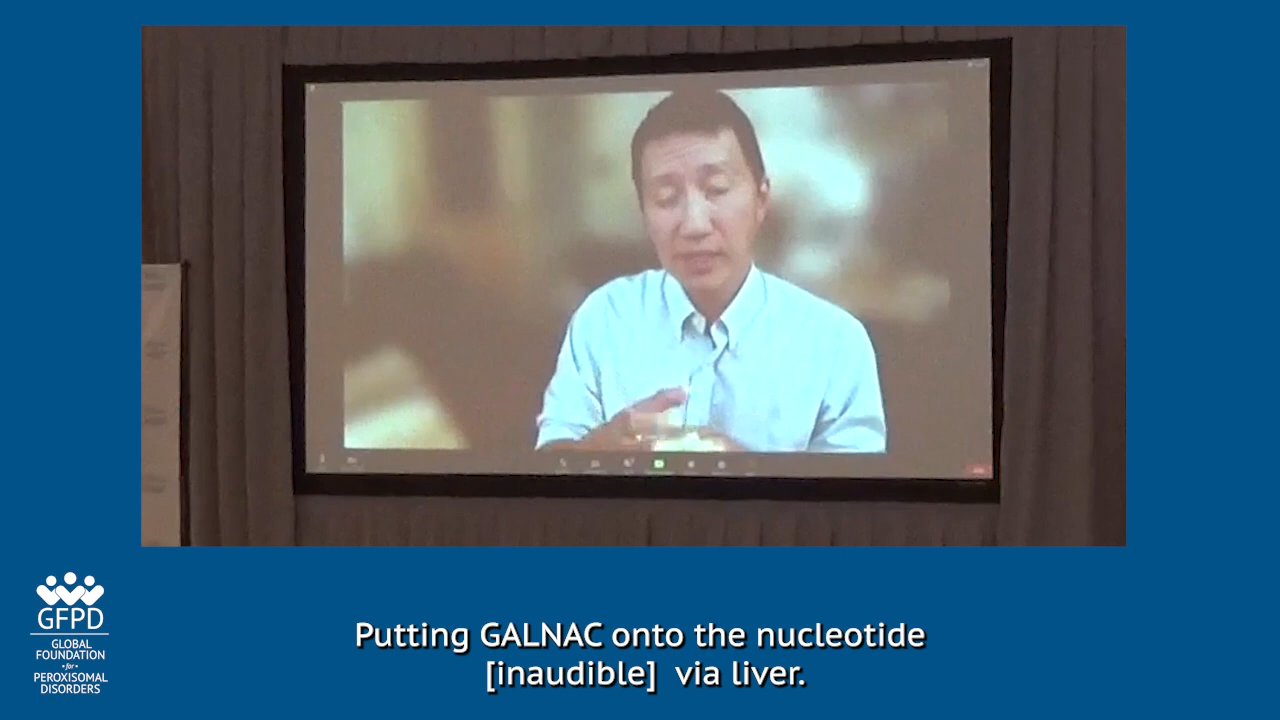 GFPD
GLOBAL
FOUNDATION
for
PEROXISOMAL
DISORDERS
Putting GALNAC onto the nucleotide
[inaudible] via liver.